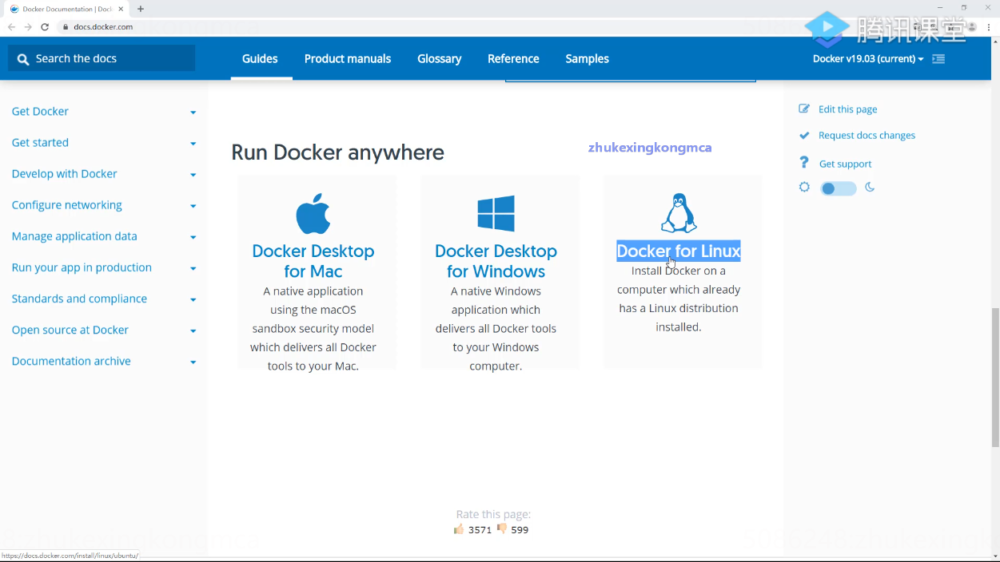 Docker Documentation | Dock
docs.docker.com
腾讯课堂
Search the docs
Guides
Product manuals
Glossary
Reference
Samples
Docker v19.03 (current)
Get Docker
Get started
Develop with Docker
Configure networking
Manage application data
Run your app in production
Standards and compliance
Open source at Docker
Documentation archive
Run Docker anywhere
zhukexingkongmca
Docker Desktop
for Mac
A native application
using the macOS
sandbox security model
which delivers all Docker
tools to your Mac.
Docker Desktop
for Windows
A native Windows
application which
delivers all Docker tools
to your Windows
computer.
Docker for Linux
Install Docker on a
computer which already
has a Linux distribution
installed.
Edit this page
Request docs changes
Get support
Rate this page:
3571
599
https://docs.docker.com/install/linux/ubuntu/